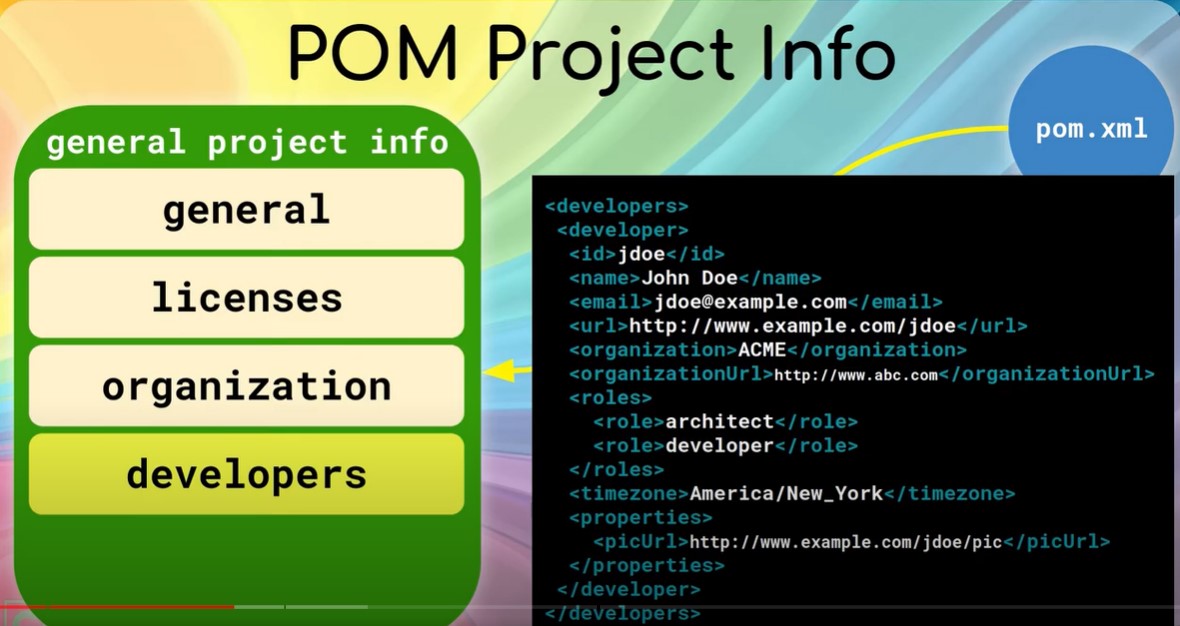 POM Project Info
general project info
general
licenses
organization
developers
pom.xml
<developers>
<developer>
<id>jdoe</id>
<name>John Doe</name>
<email>jdoe@example.com</email>
<url>http://www.example.com/jdoe</url>
<organization>ACME</organization>
<organizationUrl>http://www.abc.com</organizationUrl>
<roles>
<role>architect</role>
<role>developer</role>
</roles>
<timezone>America/New_York</timezone>
<properties>
<picUrl>http://www.example.com/jdoe/pic</picUrl>
</properties>
</developer>
</developers>